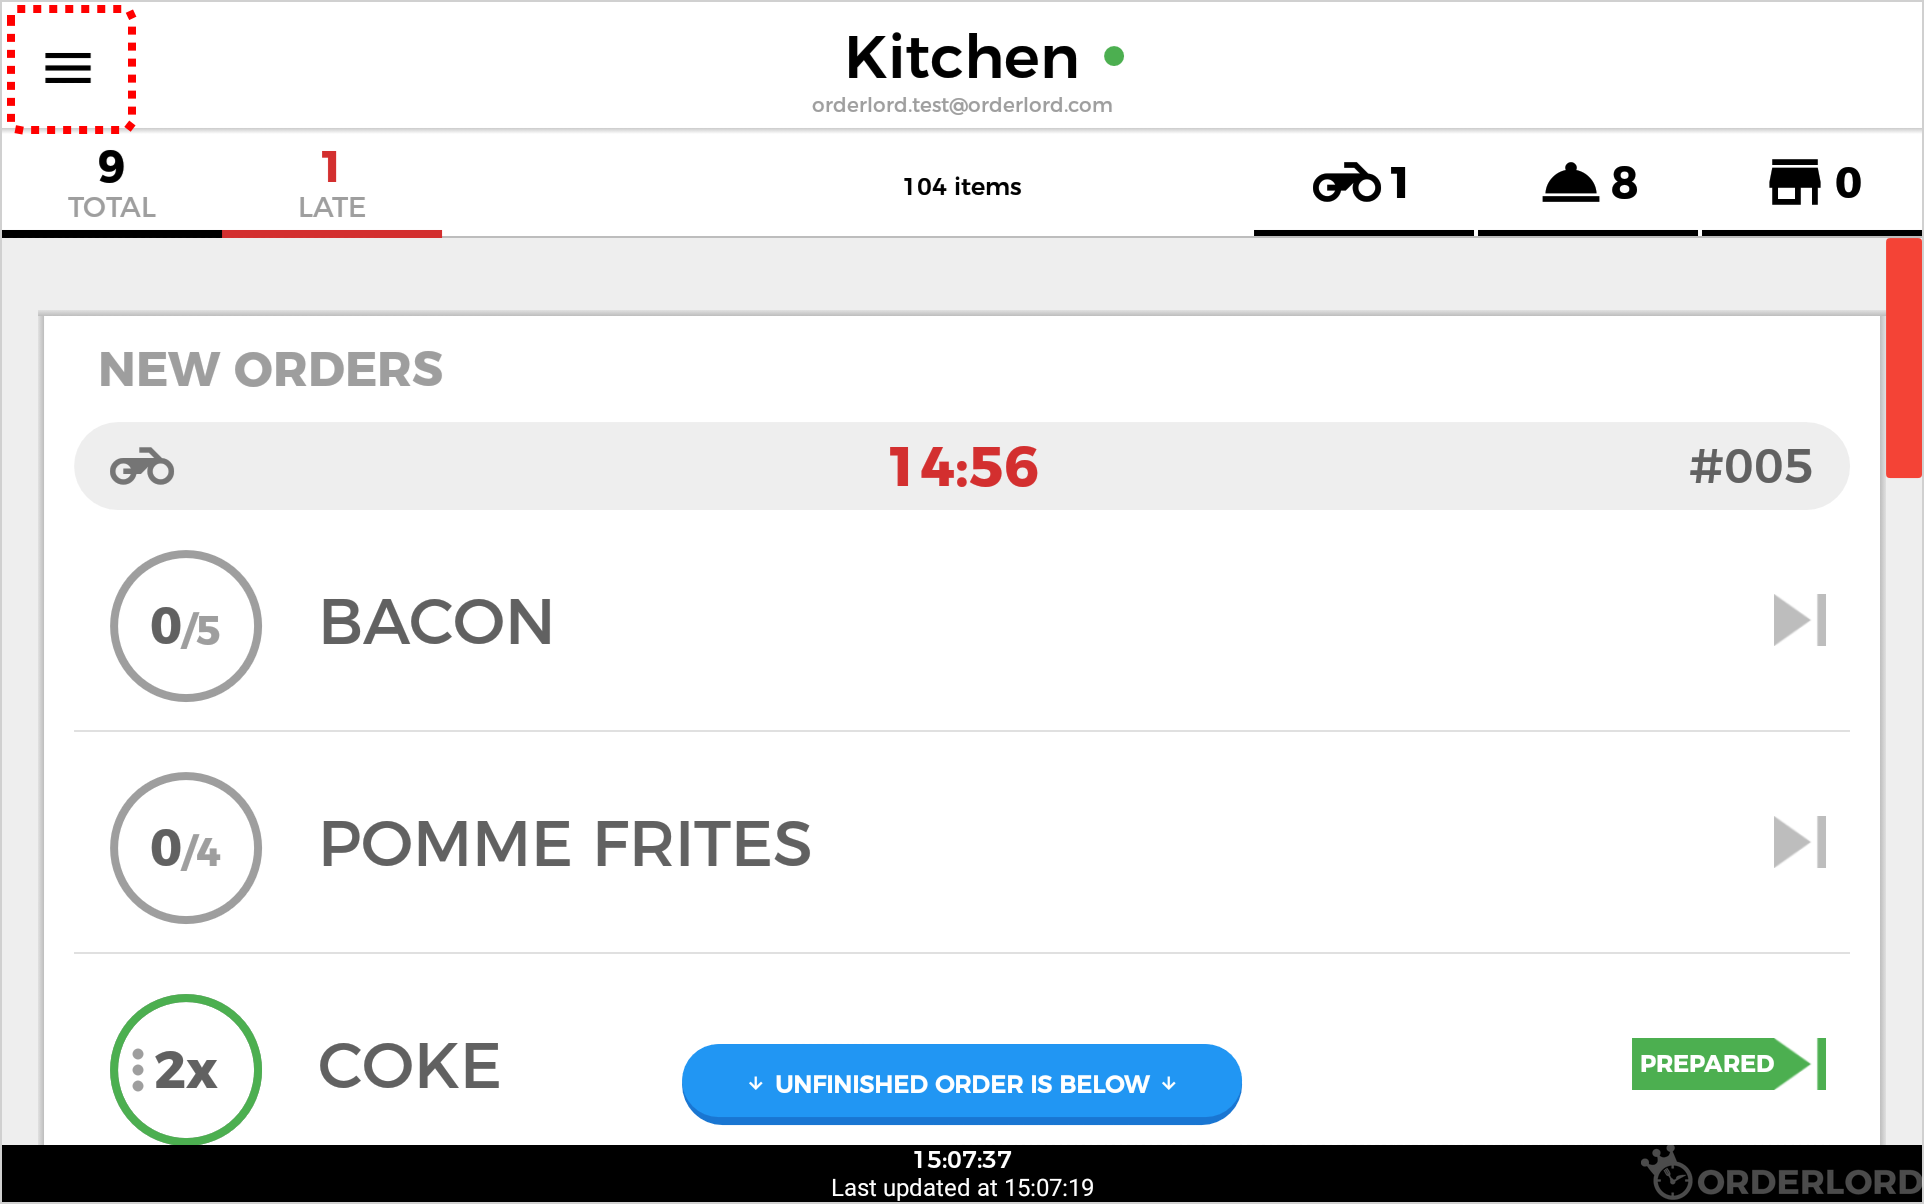 Kitchen
orderlord.test@orderlord.com
9
TOTAL
1
LATE
104 items
1
8
0
NEW ORDERS
14:56
#005
0/5
BACON
0/4
POMME FRITES
2x
COKE
PREPARED
↓ UNFINISHED ORDER IS BELOW ↓
15:07:37
Last updated at 15:07:19
ORDERLORD